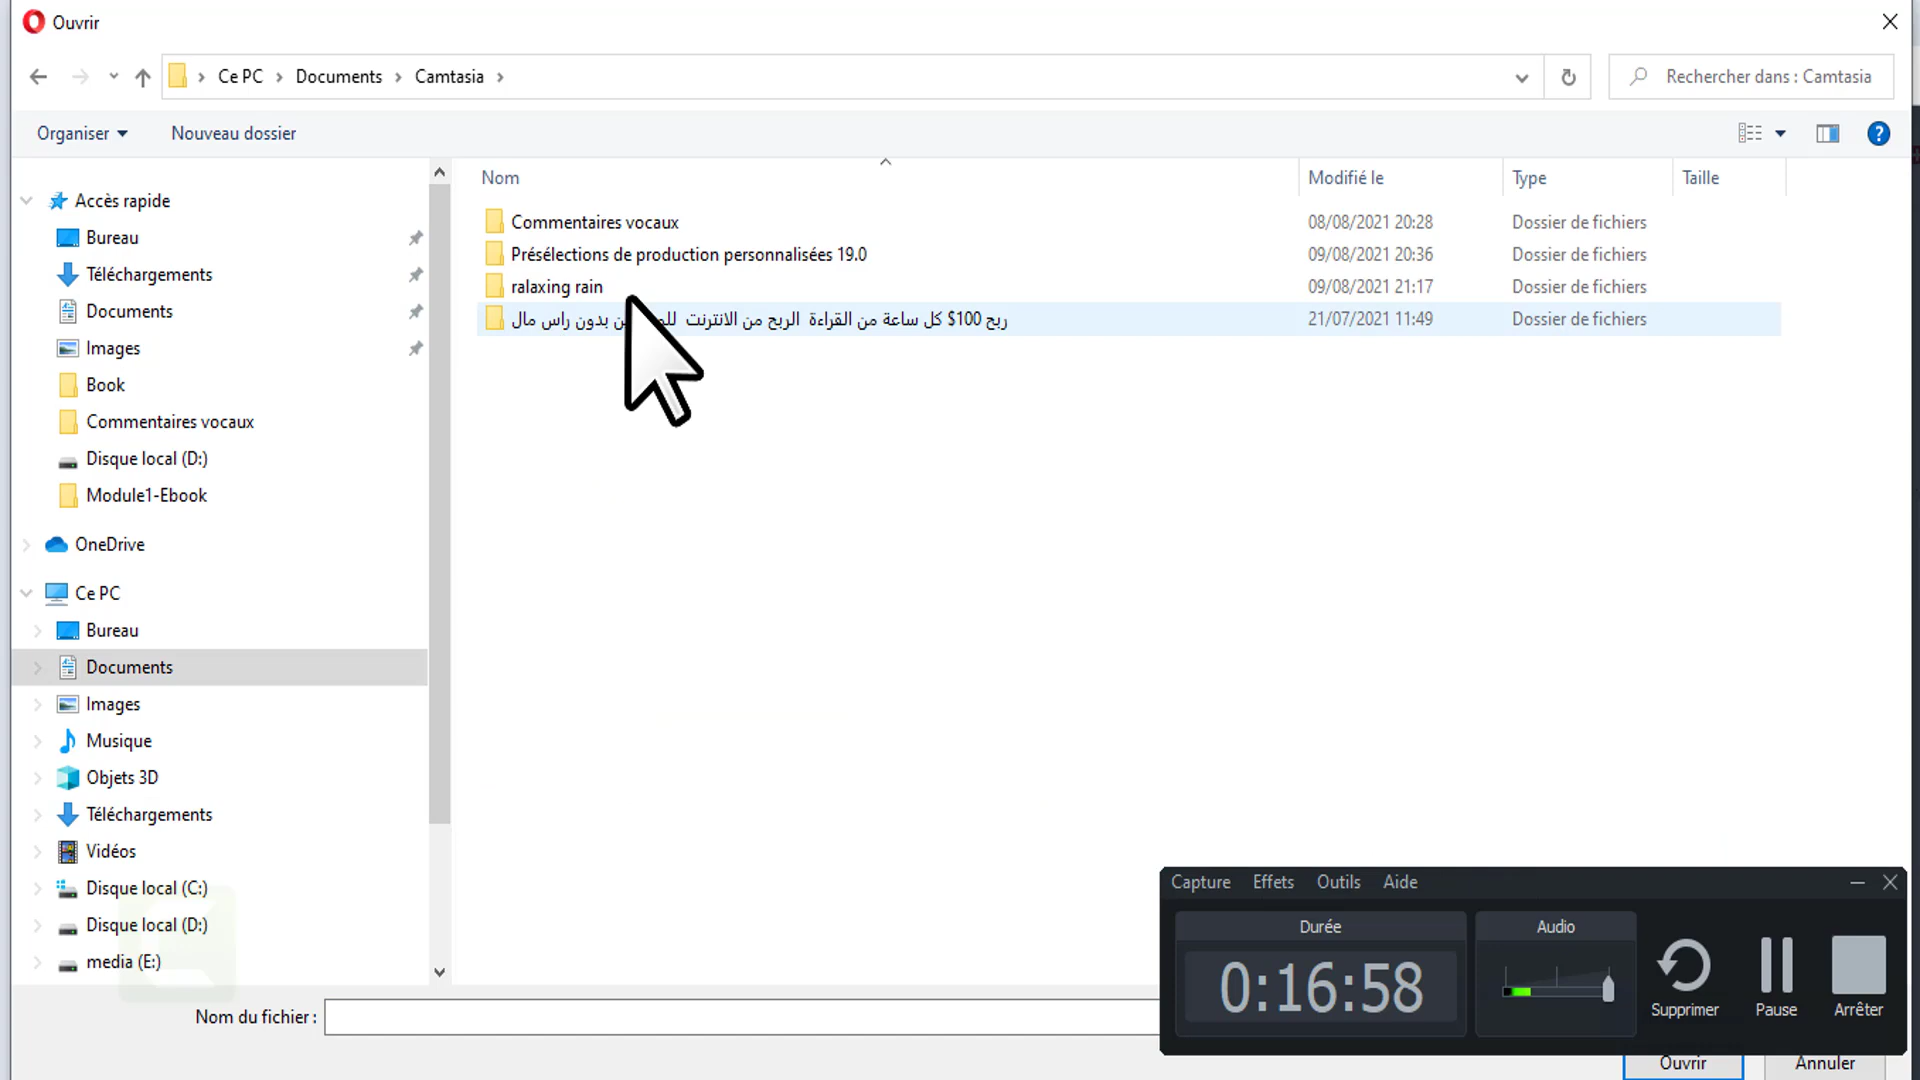 Ouvrir
Ce PC Documents Camtasia
Rechercher dans : Camtasia
Organiser Nouveau dossier
Nom Modifié le Type Taille
Commentaires vocaux 08/08/2021 20:28 Dossier de fichiers
Présélections de production personnalisées 19.0 09/08/2021 20:36 Dossier de fichiers
ralaxing rain 09/08/2021 21:17 Dossier de fichiers
ربح 100$ كل ساعة من القراءة الربح من الانترنت بدون راس مال 21/07/2021 11:49 Dossier de fichiers
Accès rapide
Bureau
Téléchargements
Documents
Images
Book
Commentaires vocaux
Disque local (D:)
Module1-Ebook
OneDrive
Ce PC
Bureau
Documents
Images
Musique
Objets 3D
Téléchargements
Vidéos
Disque local (C:)
Disque local (D:)
media (E:)
Nom du fichier :
Capture Effets Outils Aide
Durée Audio
0:16:58
Supprimer Pause Arrêter
Ouvrir Annuler